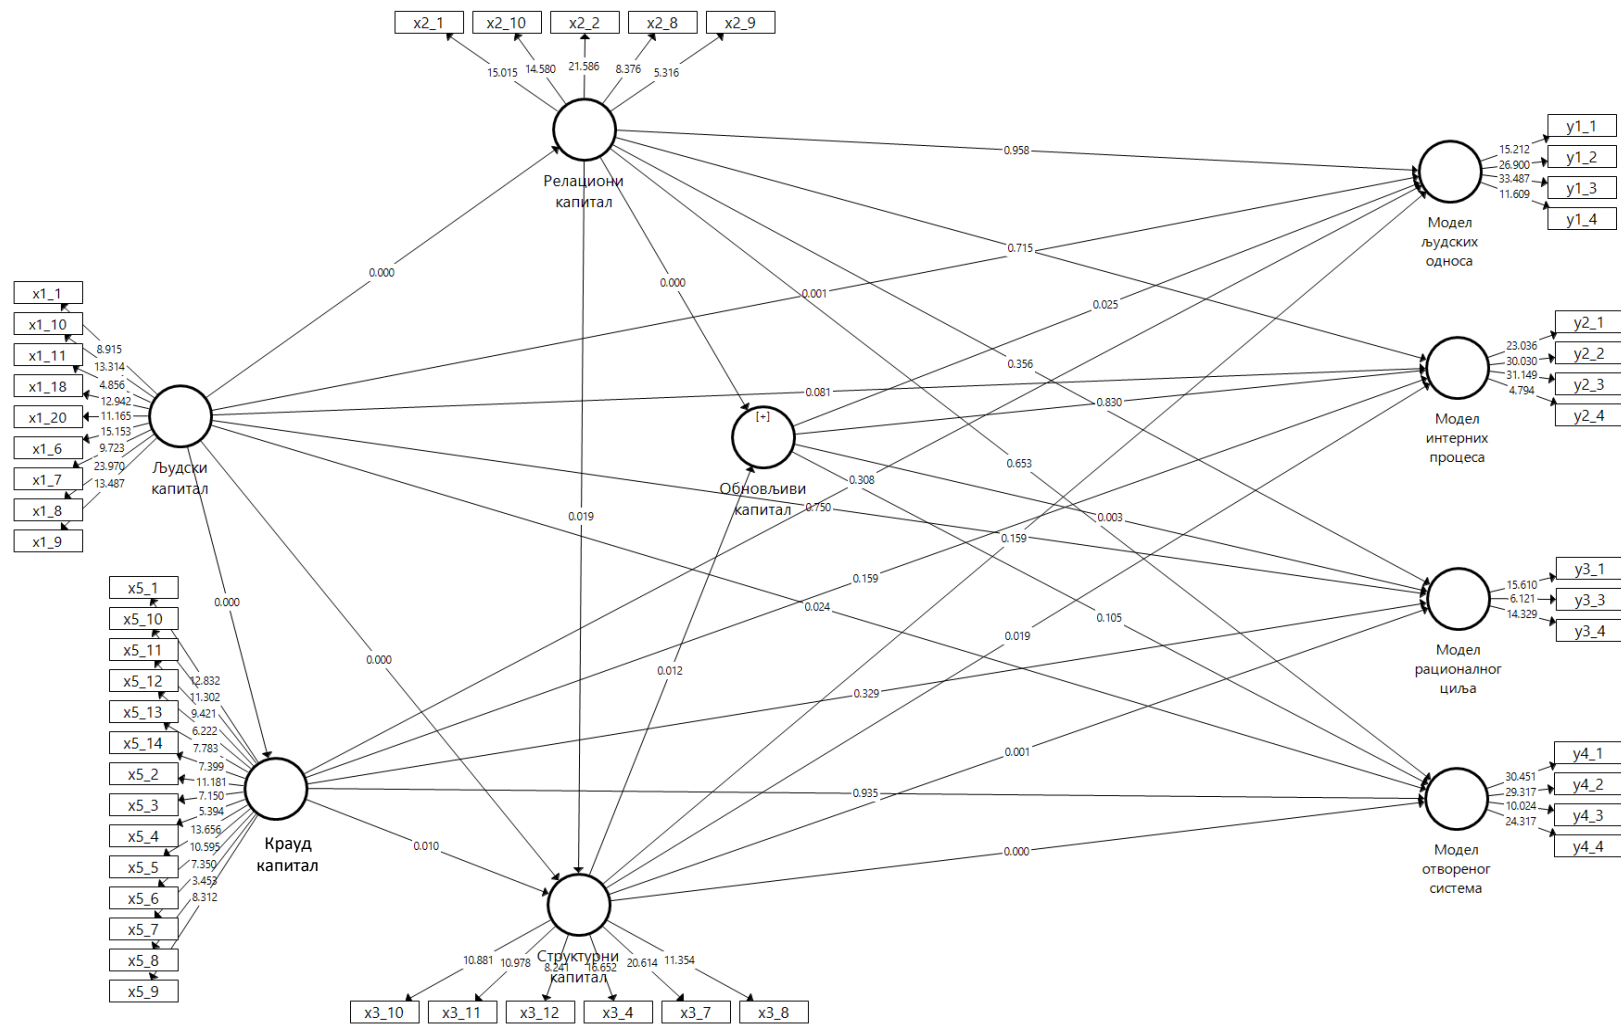 x2_1
x2_10
x2_2
x2_8
x2_9
15.015
14.580
21.586
8.376
5.316
Релациони
капитал
x1_1
x1_10
x1_11
x1_18
x1_20
x1_6
x1_7
x1_8
x1_9
8.915
13.314
4.856
12.942
11.165
15.153
9.723
23.970
13.487
Људски
капитал
x5_1
x5_10
x5_11
x5_12
x5_13
x5_14
x5_2
x5_3
x5_4
x5_5
x5_6
x5_7
x5_8
x5_9
12.832
11.302
9.421
6.222
7.783
7.399
11.181
7.150
5.394
13.656
10.595
7.350
3.453
8.312
Крауд
капитал
[+]
Обновљиви
капитал
Структурни
капитал
10.881
10.978
8.241
16.652
20.614
11.354
x3_10
x3_11
x3_12
x3_4
x3_7
x3_8
0.000
0.000
0.000
0.000
0.019
0.010
0.012
0.958
0.715
0.001
0.025
0.356
0.081
0.830
0.653
0.308
0.750
0.003
0.159
0.159
0.024
0.105
0.019
0.329
0.001
0.935
0.000
15.212
26.900
33.487
11.609
y1_1
y1_2
y1_3
y1_4
Модел
људских
односа
23.036
30.030
31.149
4.794
y2_1
y2_2
y2_3
y2_4
Модел
интерних
процеса
15.610
6.121
14.329
y3_1
y3_3
y3_4
Модел
рационалног
циља
30.451
29.317
10.024
24.317
y4_1
y4_2
y4_3
y4_4
Модел
отвореног
система